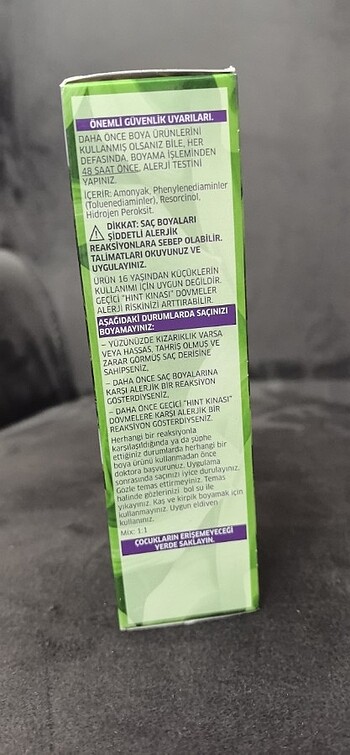 ÖNEMLİ GÜVENLİK UYARILARI.
DAHA ÖNCE BOYA ÜRÜNLERİNİ
KULLANMIŞ OLSANIZ BİLE, HER
DEFASINDA, BOYAMA İŞLEMİNDEN
48 SAAT ÖNCE, ALERJİ TESTİNİ
YAPINIZ.
İÇERİR: Amonyak, Phenylenediaminler
(Toluenediaminler), Resorcinol,
Hidrojen Peroksit.
DİKKAT: SAÇ BOYALARI
ŞİDDETLİ ALERJİK
REAKSİYONLARA SEBEP OLABİLİR.
TALİMATLARI OKUYUNUZ VE
UYGULAYINIZ.
ÜRÜN 16 YAŞINDAN KÜÇÜKLERİN
KULLANIMI İÇİN UYGUN DEĞİLDİR.
GEÇİCİ "HINT KINASI" DÖVMELER
ALERJİ RİSKİNİZİ ARTTIRABİLİR.
AŞAĞIDAKİ DURUMLARDA SAÇINIZI
BOYAMAYINIZ:
- YÜZÜNÜZDE KIZARIKLIK VARSA
VEYA HASSAS, TAHRİŞ OLMUŞ VE
ZARAR GÖRMÜŞ SAÇ DERİSİNE
SAHİPSENİZ.
- DAHA ÖNCE SAÇ BOYALARINA
KARŞI ALERJİK BİR REAKSİYON
GÖSTERDİYSENİZ.
- DAHA ÖNCE GEÇİCİ "HINT KINASI"
DÖVMELERE KARŞI ALERJİK BİR
REAKSİYON GÖSTERDİYSENİZ.
Herhangi bir reaksiyonla
karşılaşıldığında ya da şüphe
ettiğiniz durumlarda herhangi bir
boya ürünü kullanmadan önce
doktora başvurunuz. Uygulama
sonrasında saçınızı iyice durulayınız.
Gözle temas ettirmeyiniz. Temas
halinde gözlerinizi bol su ile
yıkayınız. Kaş ve kirpik boyamak için
kullanmayınız. Uygun eldiven
kullanınız.
Mix: 1:1
ÇOCUKLARIN ERİŞEMEYECEĞİ
YERDE SAKLAYIN.